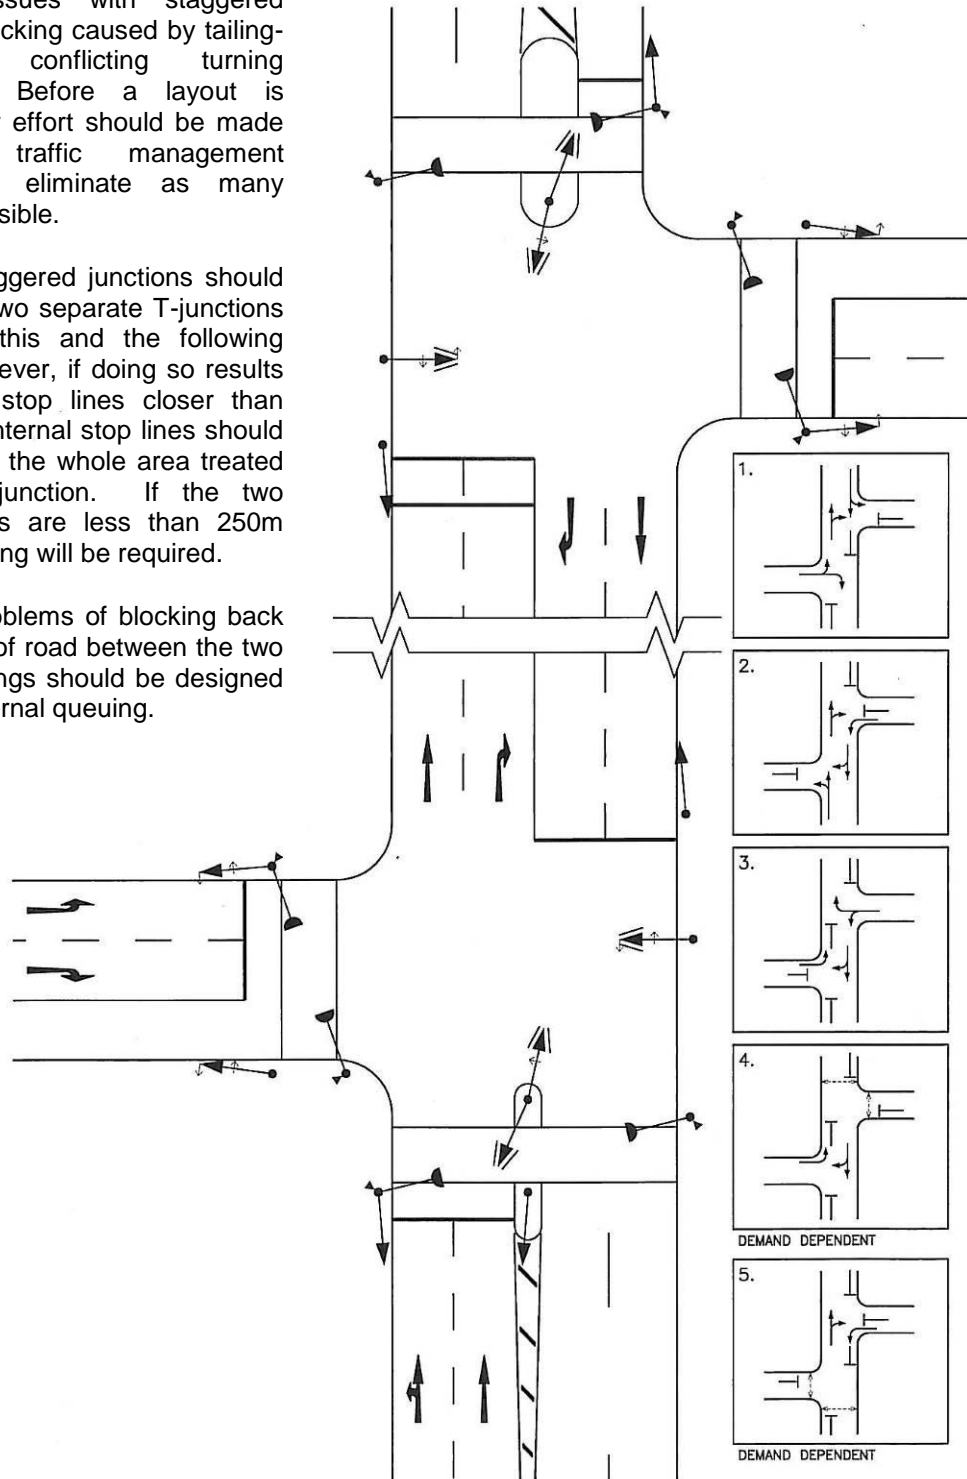 ssues with staggered
cking caused by tailing-
conflicting turning
Before a layout is
effort should be made
traffic management
eliminate as many
sible.
ggered junctions should
wo separate T-junctions
this and the following
ever, if doing so results
stop lines closer than
nternal stop lines should
the whole area treated
junction. If the two
s are less than 250m
ng will be required.
oblems of blocking back
of road between the two
ngs should be designed
rnal queuing.
1.
2.
3.
4.
DEMAND DEPENDENT
5.
DEMAND DEPENDENT